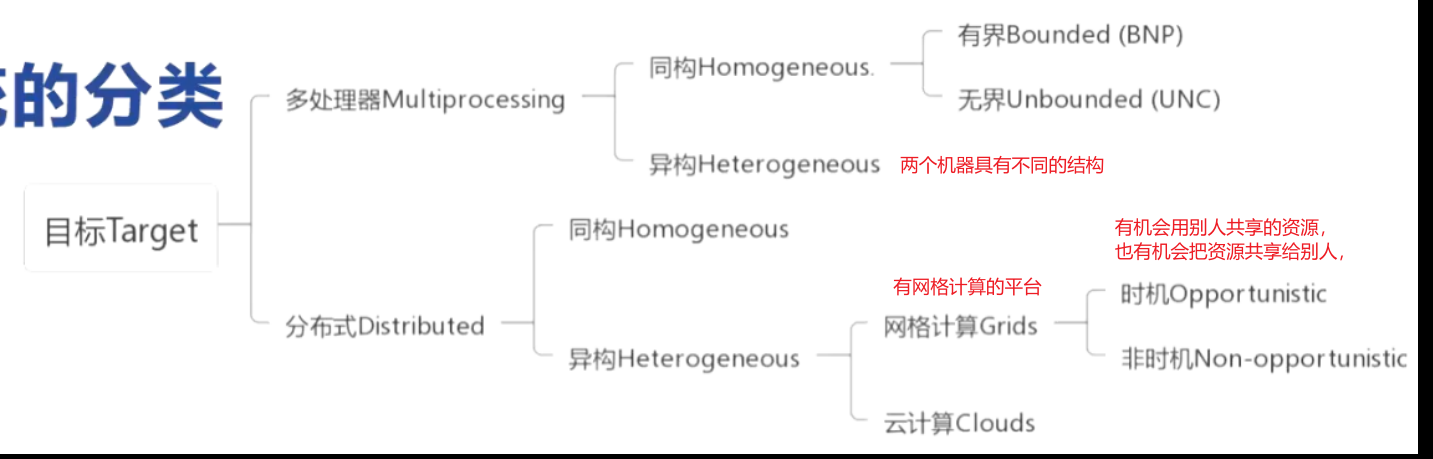 的分类
目标Target
多处理器Multiprocessing
同构Homogeneous.
有界Bounded (BNP)
无界Unbounded (UNC)
异构Heterogeneous
两个机器具有不同的结构
分布式Distributed
同构Homogeneous
异构Heterogeneous
有网格计算的平台
网格计算Grids
有机会用别人共享的资源,
也有机会把资源共享给别人,
时机Opportunistic
非时机Non-opportunistic
云计算Clouds